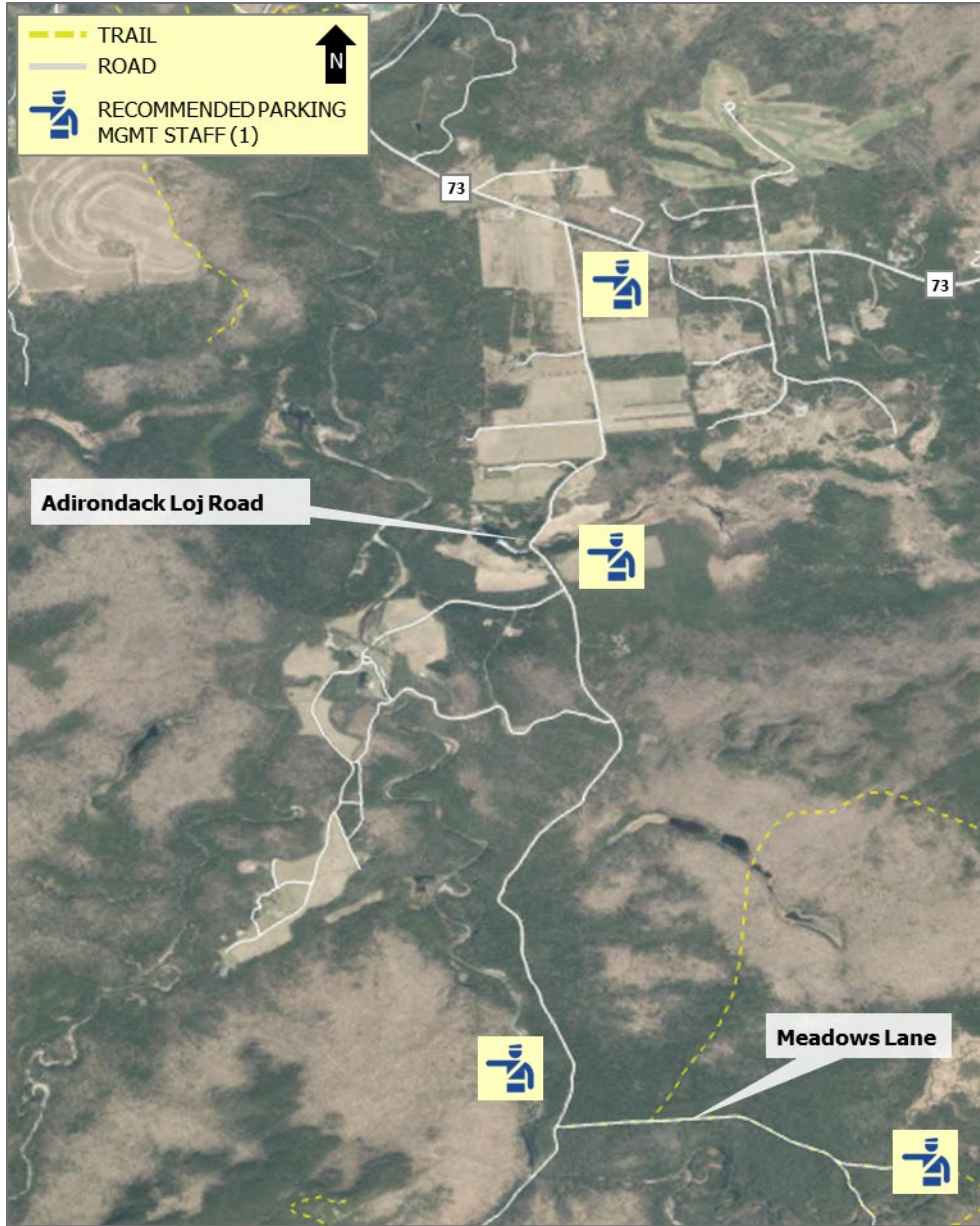 TRAIL
ROAD
N
RECOMMENDED PARKING
MGMT STAFF (1)
73
73
Adirondack Loj Road
Meadows Lane